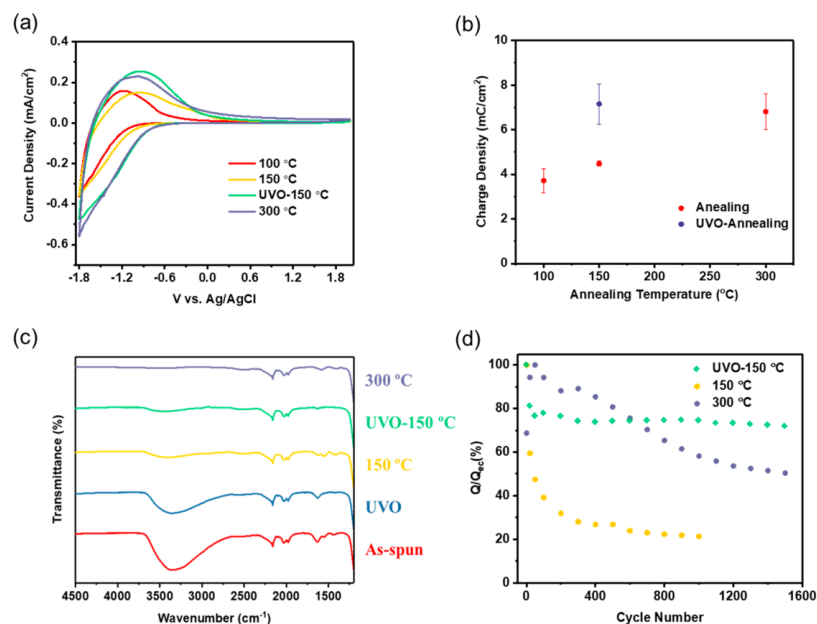 (a)
Current Density (mA/cm²)
0.4
0.2
0.0
-0.2
-0.4
-0.6
-1.8 -1.2 -0.6 0.0 0.6 1.2 1.8
V vs. Ag/AgCl
100 °C
150 °C
UVO-150 °C
300 °C
(b)
Charge Density (mC/cm²)
10
8
6
4
2
0
100 150 200 250 300
Annealing Temperature (°C)
Anealing
UVO-Annealing
(c)
Transmittance (%)
300 °C
UVO-150 °C
150 °C
UVO
As-spun
4500 4000 3500 3000 2500 2000 1500
Wavenumber (cm⁻¹)
(d)
Q/Qec(%)
100
80
60
40
20
0
0 400 800 1200 1600
Cycle Number
UVO-150 °C
150 °C
300 °C